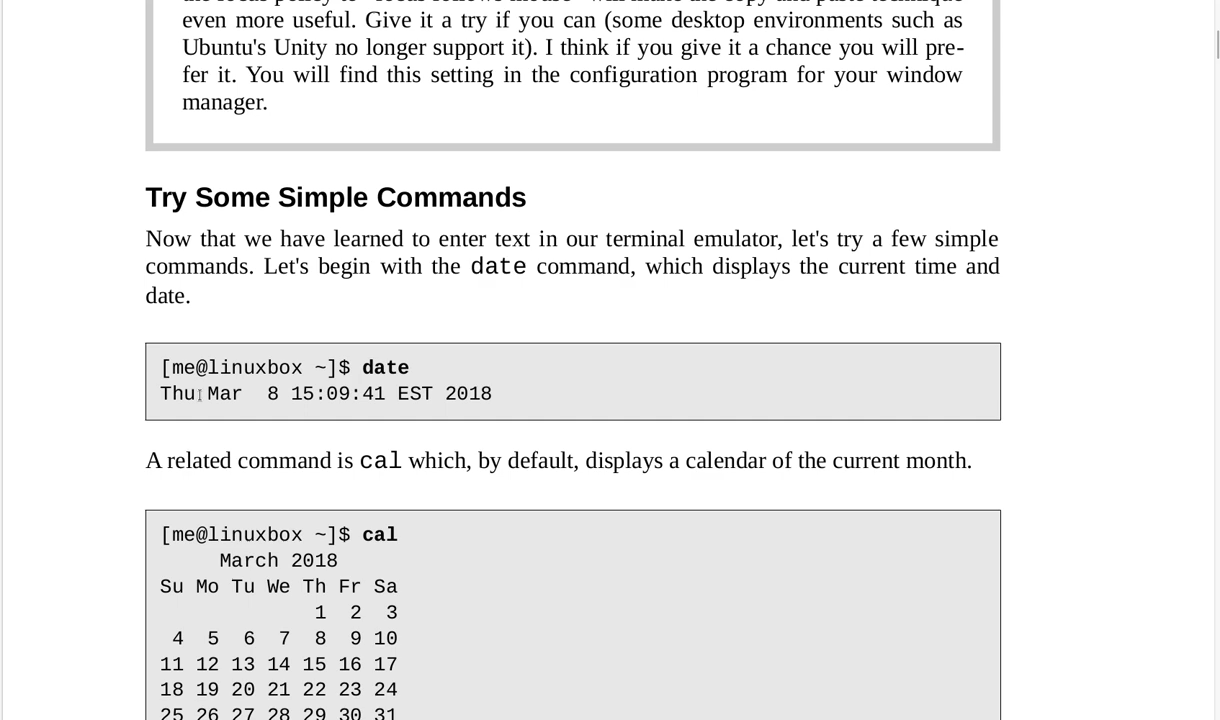 even more useful. Give it a try if you can (some desktop environments such as
Ubuntu's Unity no longer support it). I think if you give it a chance you will pre-
fer it. You will find this setting in the configuration program for your window
manager.
Try Some Simple Commands
Now that we have learned to enter text in our terminal emulator, let's try a few simple
commands. Let's begin with the date command, which displays the current time and
date.
[me@linuxbox ~]$ date
Thu Mar  8 15:09:41 EST 2018
A related command is cal which, by default, displays a calendar of the current month.
[me@linuxbox ~]$ cal
     March 2018
Su Mo Tu We Th Fr Sa
             1  2  3
 4  5  6  7  8  9 10
11 12 13 14 15 16 17
18 19 20 21 22 23 24
25 26 27 28 29 30 31